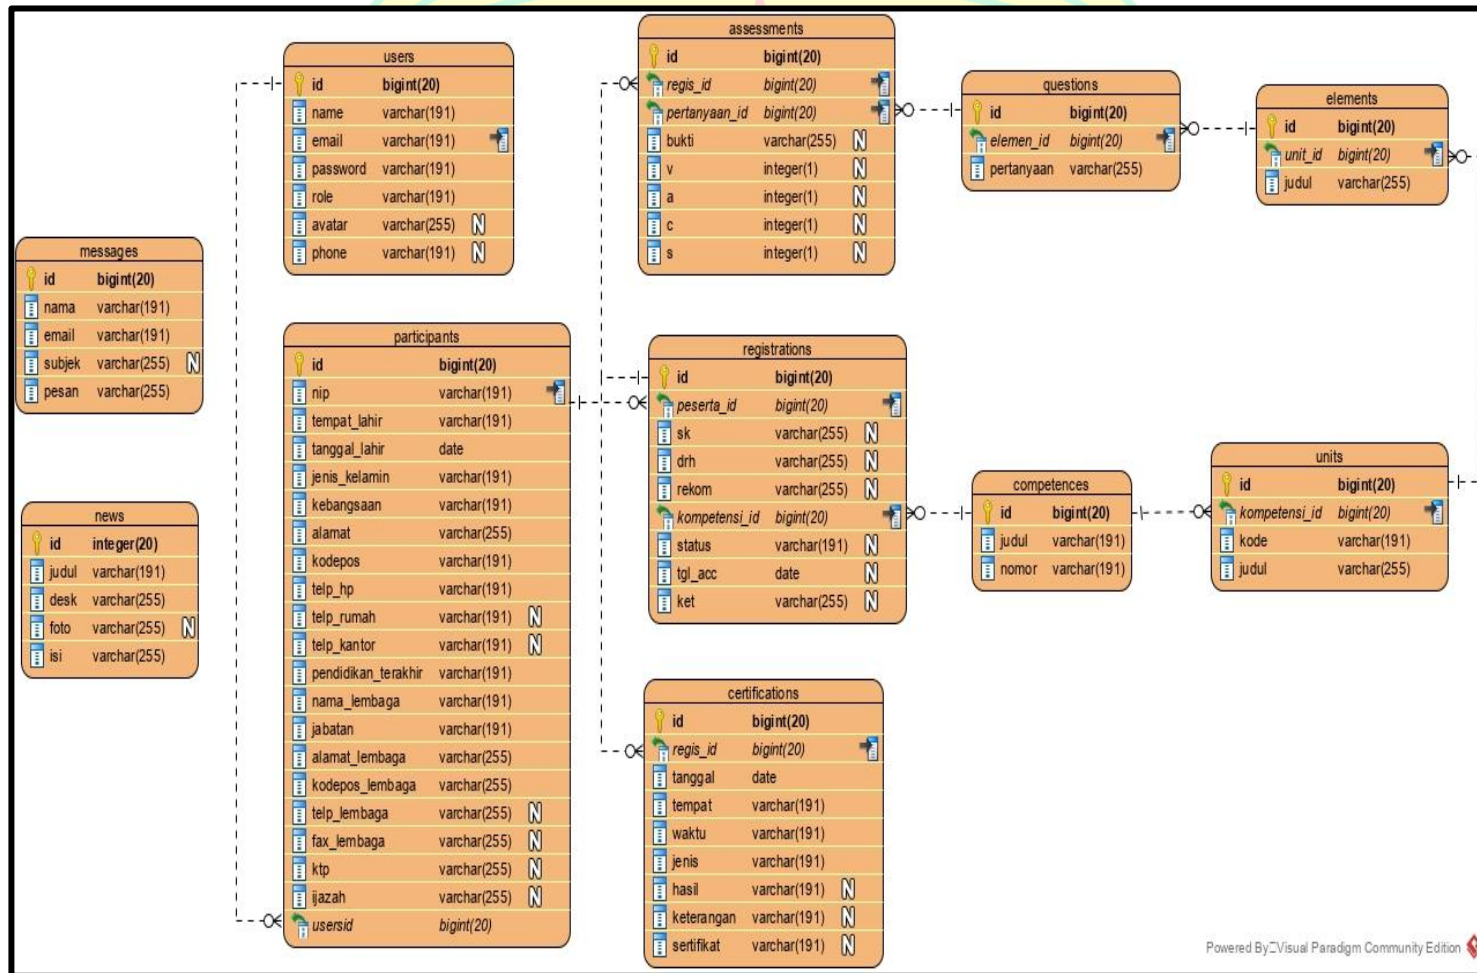 users
id bigint(20)
name varchar(191)
email varchar(191)
password varchar(191)
role varchar(191)
avatar varchar(255) N
phone varchar(191) N
assessments
id bigint(20)
regis_id bigint(20)
pertanyaan_id bigint(20)
bukti varchar(255) N
v integer(1) N
a integer(1) N
c integer(1) N
s integer(1) N
questions
id bigint(20)
elemen_id bigint(20)
pertanyaan varchar(255)
elements
id bigint(20)
unit_id bigint(20)
judul varchar(255)
messages
id bigint(20)
nama varchar(191)
email varchar(191)
subjek varchar(255) N
pesan varchar(255)
participants
id bigint(20)
nip varchar(191)
tempat_lahir varchar(191)
tanggal_lahir date
jenis_kelamin varchar(191)
kebangsaan varchar(191)
alamat varchar(255)
kodepos varchar(191)
telp_hp varchar(191)
telp_rumah varchar(191) N
telp_kantor varchar(191) N
pendidikan_terakhir varchar(191)
nama_lembaga varchar(191)
jabatan varchar(191)
alamat_lembaga varchar(255)
kodepos_lembaga varchar(255)
telp_lembaga varchar(255) N
fax_lembaga varchar(255) N
ktp varchar(255) N
ijazah varchar(255) N
usersid bigint(20)
registrations
id bigint(20)
peserta_id bigint(20)
sk varchar(255) N
drh varchar(255) N
rekom varchar(255) N
kompetensi_id bigint(20)
status varchar(191) N
tgl_acc date N
ket varchar(255) N
competences
id bigint(20)
judul varchar(191)
nomor varchar(191)
units
id bigint(20)
kompetensi_id bigint(20)
kode varchar(191)
judul varchar(255)
news
id integer(20)
judul varchar(191)
desk varchar(255)
foto varchar(255) N
isi varchar(255)
certifications
id bigint(20)
regis_id bigint(20)
tanggal date
tempat varchar(191)
waktu varchar(191)
jenis varchar(191)
hasil varchar(191) N
keterangan varchar(191) N
sertifikat varchar(191) N
Powered By Visual Paradigm Community Edition